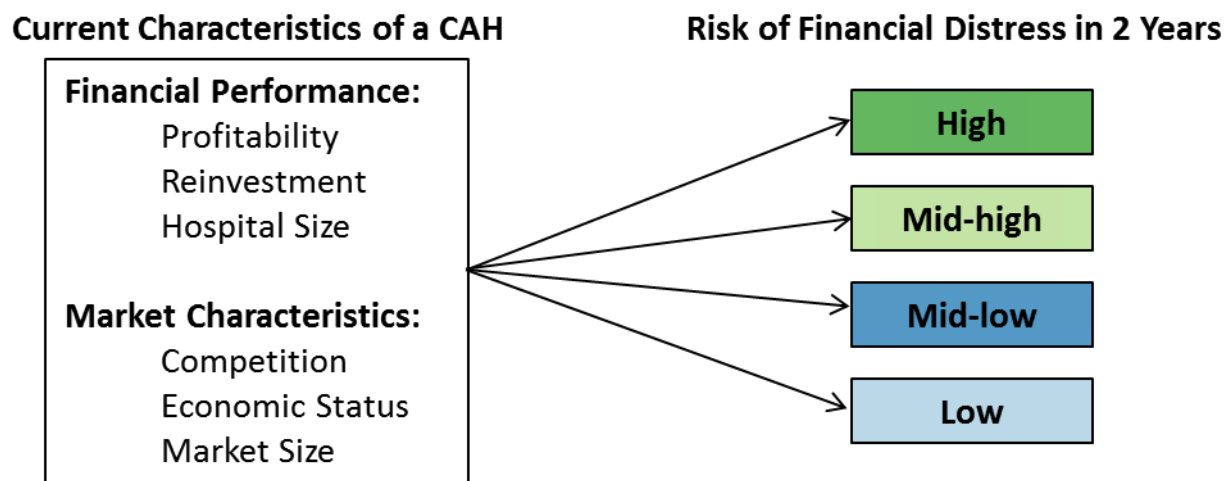 Current Characteristics of a CAH
Financial Performance:
Profitability
Reinvestment
Hospital Size
Market Characteristics:
Competition
Economic Status
Market Size
Risk of Financial Distress in 2 Years
High
Mid-high
Mid-low
Low